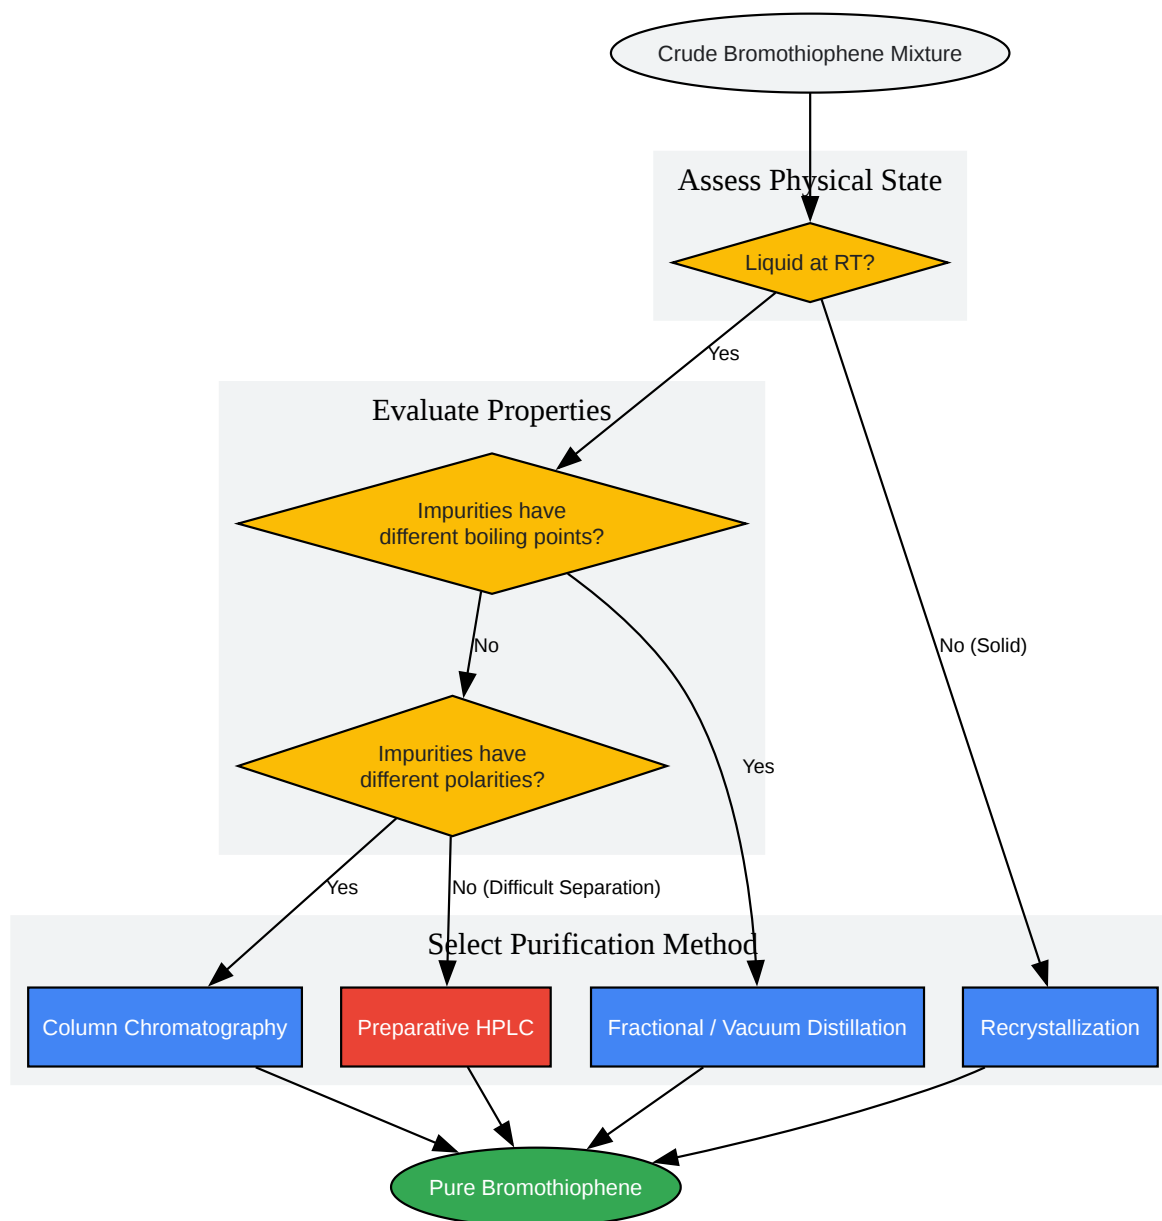 Crude Bromothiophene Mixture
Assess Physical State
Liquid at RT?
Yes
Evaluate Properties
Impurities have
different boiling points?
No
No (Solid)
Impurities have
different polarities?
Yes
Yes
No (Difficult Separation)
Select Purification Method
Column Chromatography
Preparative HPLC
Fractional / Vacuum Distillation
Recrystallization
Pure Bromothiophene